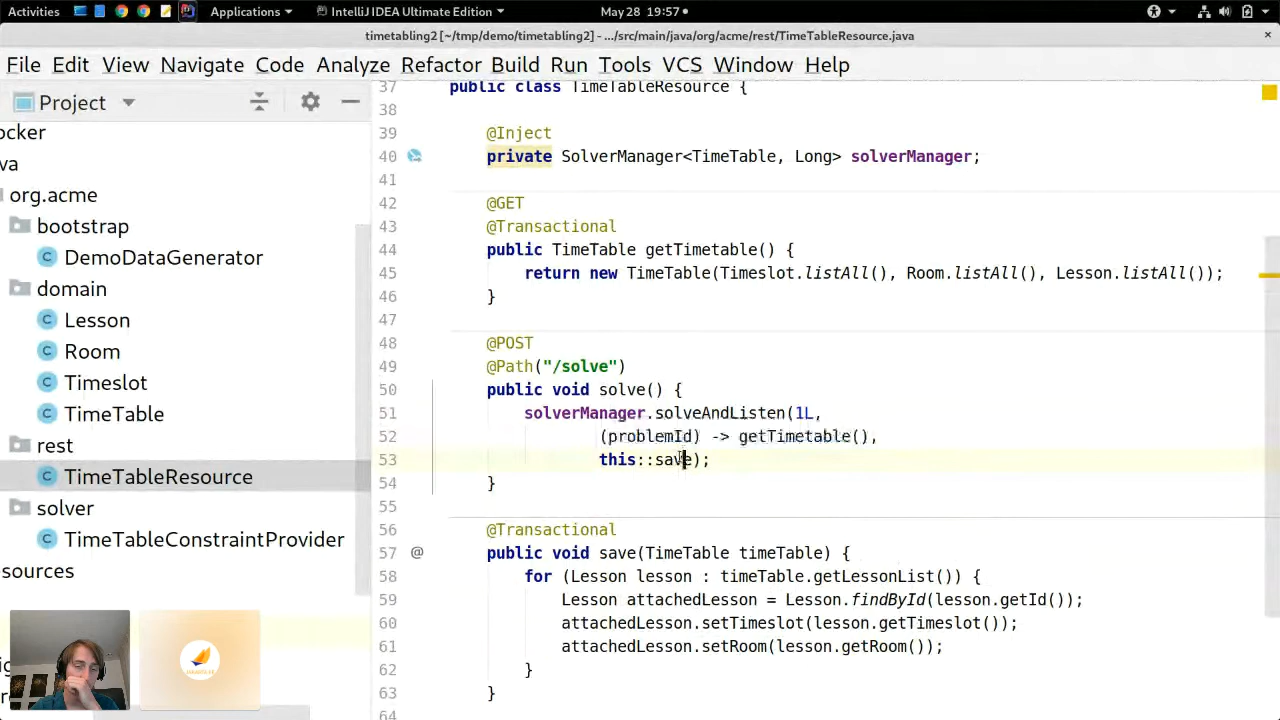 Activities Applications IntelliJ IDEA Ultimate Edition May 28 19:57
timetabling2 [~/tmp/demo/timetabling2] - .../src/main/java/org/acme/rest/TimeTableResource.java
File Edit View Navigate Code Analyze Refactor Build Run Tools VCS Window Help
Project
ocker
va
org.acme
bootstrap
DemoDataGenerator
domain
Lesson
Room
Timeslot
TimeTable
rest
TimeTableResource
solver
TimeTableConstraintProvider
sources
37 public class TimeTableResource {
38
39 @Inject
40 private SolverManager<TimeTable, Long> solverManager;
41
42 @GET
43 @Transactional
44 public TimeTable getTimetable() {
45 return new TimeTable(Timeslot.listAll(), Room.listAll(), Lesson.listAll());
46 }
47
48 @POST
49 @Path("/solve")
50 public void solve() {
51 solverManager.solveAndListen(1L,
52 (problemId) -> getTimetable(),
53 this::save);
54 }
55
56 @Transactional
57 @ public void save(TimeTable timeTable) {
58 for (Lesson lesson : timeTable.getLessonList()) {
59 Lesson attachedLesson = Lesson.findById(lesson.getId());
60 attachedLesson.setTimeslot(lesson.getTimeslot());
61 attachedLesson.setRoom(lesson.getRoom());
62 }
63 }
64